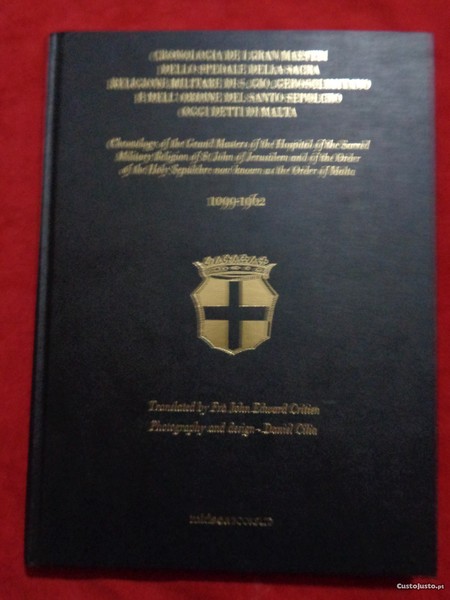 CRONOLOGIA DE I GRAN MAESTRI
DELLO SPEDALE DELLA SACRA
RELIGIONE MILITARE DI S. GIO. GEROSOLIMITANO
E DELL' ORDINE DEL SANTO SEPOLCRO
OGGI DETTI DI MALTA
Chronology of the Grand Masters of the Hospital of the Sacred
Military Religion of St John of Jerusalem and of the Order
of the Holy Sepulchre now known as the Order of Malta
1099-1962
Translated by Frà John Edward Critien
Photography and design - Daniel Cilia
CustoJusto.pt